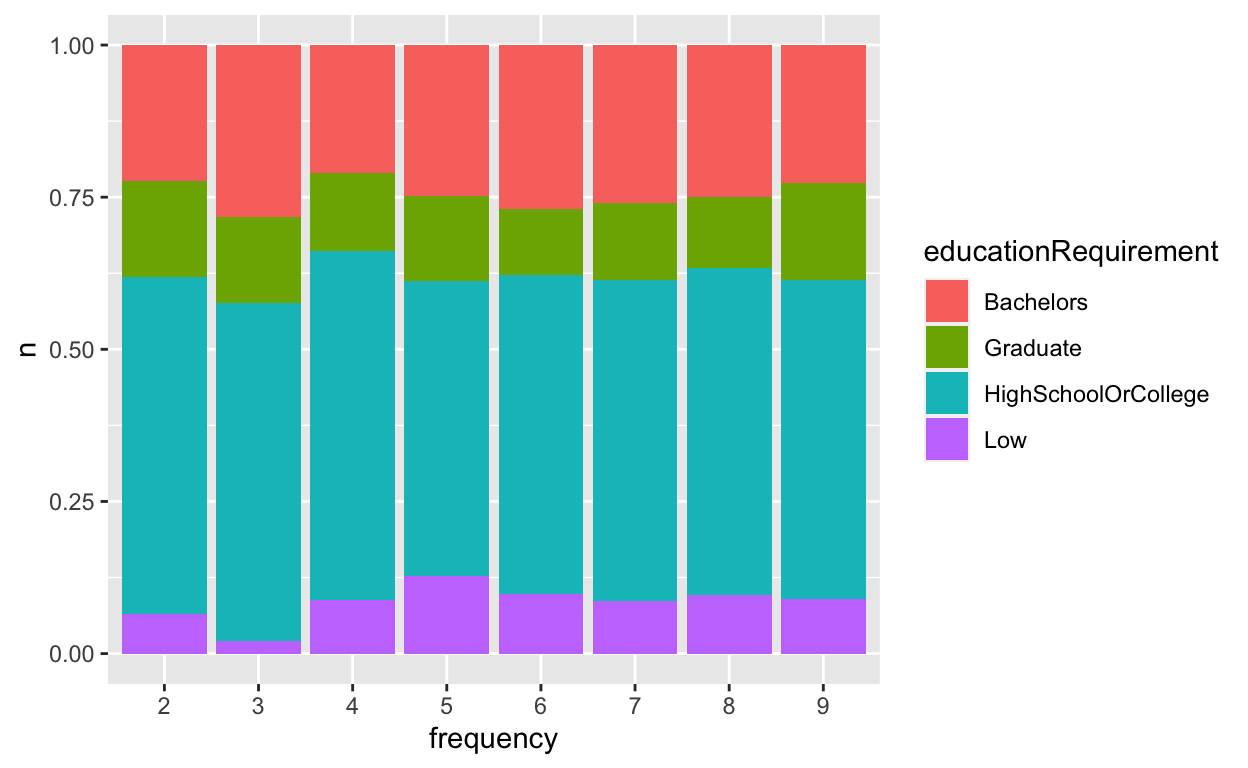 1.00
0.75
0.50
0.25
0.00
n
2 3 4 5 6 7 8 9
frequency
educationRequirement
Bachelors
Graduate
HighSchoolOrCollege
Low